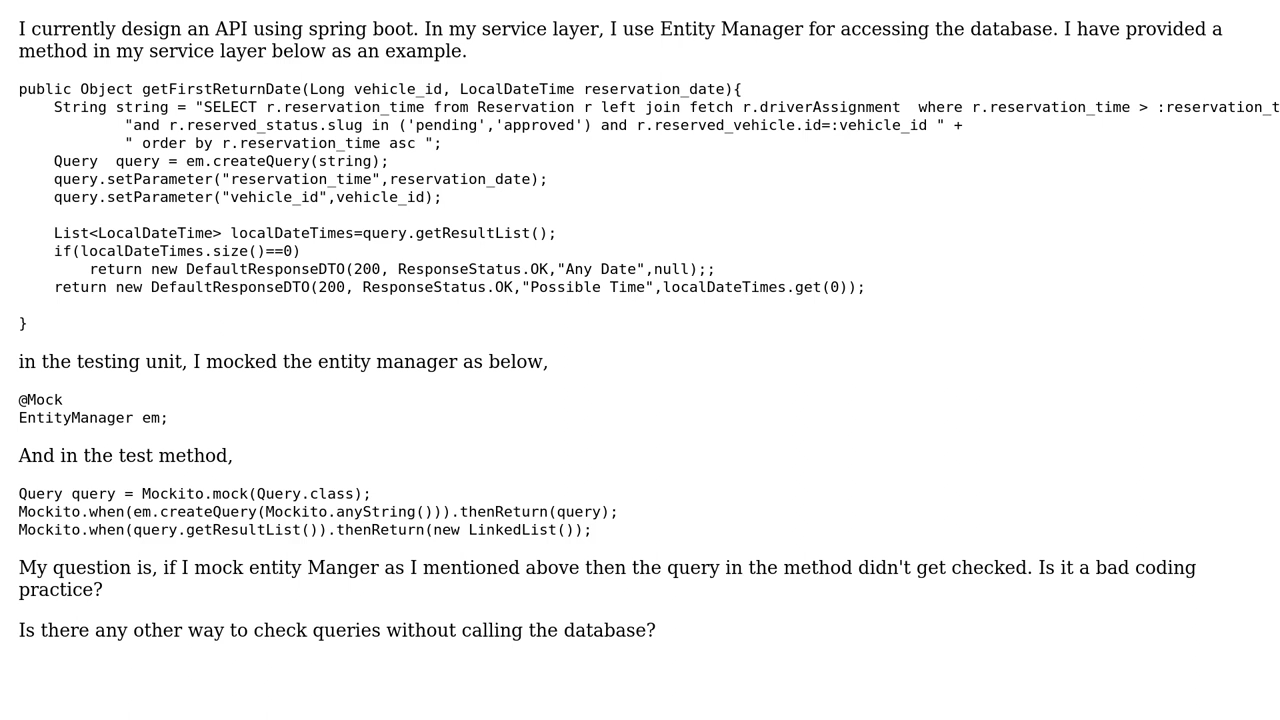 I currently design an API using spring boot. In my service layer, I use Entity Manager for accessing the database. I have provided a
method in my service layer below as an example.
public Object getFirstReturnDate(Long vehicle_id, LocalDateTime reservation_date){
    String string = "SELECT r.reservation_time from Reservation r left join fetch r.driverAssignment  where r.reservation_time > :reservation_t
            "and r.reserved_status.slug in ('pending','approved') and r.reserved_vehicle.id=:vehicle_id " +
            " order by r.reservation_time asc ";
    Query  query = em.createQuery(string);
    query.setParameter("reservation_time",reservation_date);
    query.setParameter("vehicle_id",vehicle_id);
    List<LocalDateTime> localDateTimes=query.getResultList();
    if(localDateTimes.size()==0)
        return new DefaultResponseDTO(200, ResponseStatus.OK,"Any Date",null);;
    return new DefaultResponseDTO(200, ResponseStatus.OK,"Possible Time",localDateTimes.get(0));
}
in the testing unit, I mocked the entity manager as below,
@Mock
EntityManager em;
And in the test method,
Query query = Mockito.mock(Query.class);
Mockito.when(em.createQuery(Mockito.anyString())).thenReturn(query);
Mockito.when(query.getResultList()).thenReturn(new LinkedList());
My question is, if I mock entity Manger as I mentioned above then the query in the method didn't get checked. Is it a bad coding
practice?
Is there any other way to check queries without calling the database?